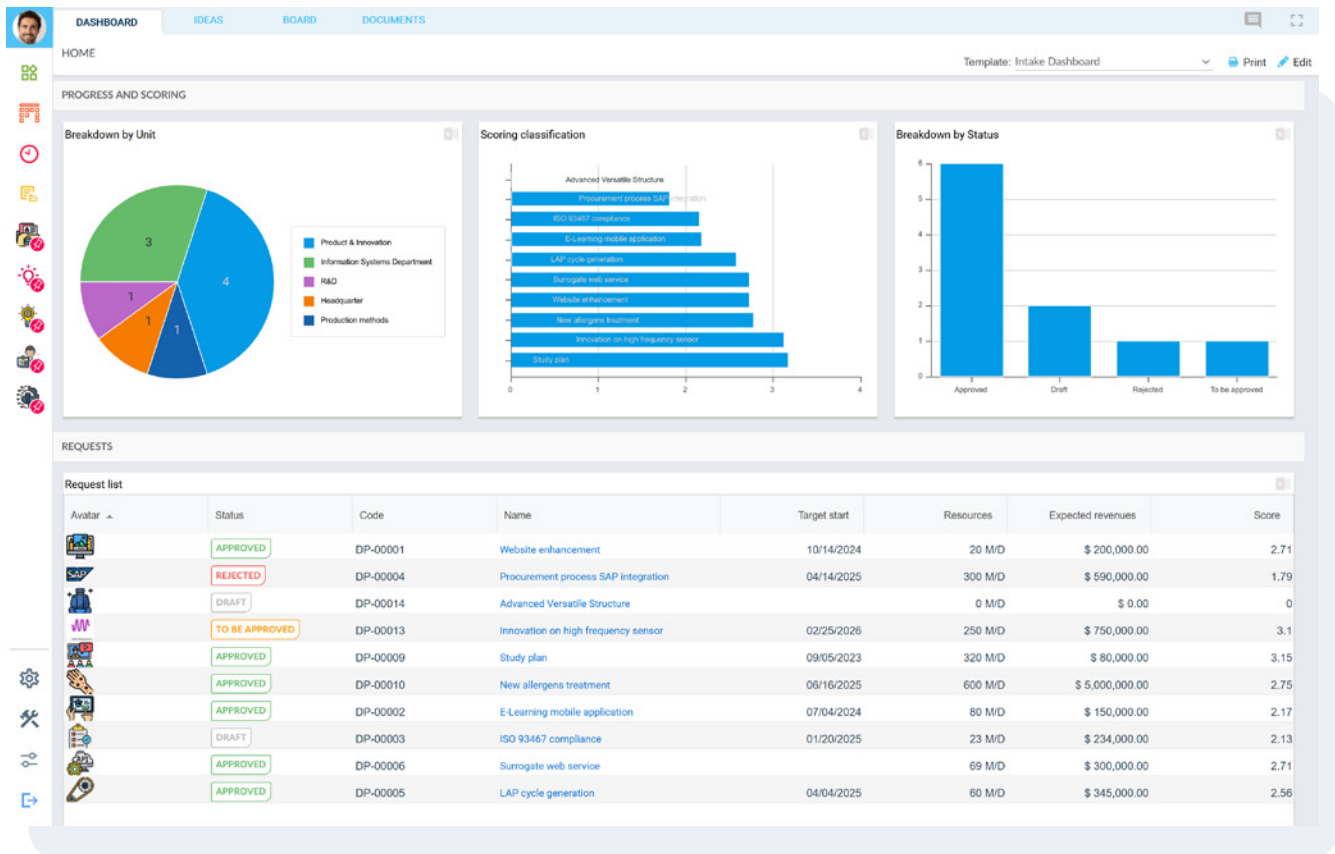 DASHBOARD IDEAS BOARD DOCUMENTS
HOME
Template: Intake Dashboard Print Edit
PROGRESS AND SCORING
Breakdown by Unit
3
4
1
1
1
Product & Innovation
Information Systems Department
R&D
Headquarter
Production methods
Scoring classification
Advanced Versatile Structure
Procurement process SAP integration
ISO 93467 compliance
E-Learning mobile application
LAP cycle generation
Surrogate web service
Website enhancement
New allergens treatment
Innovation on high frequency sensor
Study plan
0 1 2 3 4
Breakdown by Status
6
5
4
3
2
1
0
Approved Draft Rejected To be approved
REQUESTS
Request list
Avatar Status Code Name Target start Resources Expected revenues Score
APPROVED DP-00001 Website enhancement 10/14/2024 20 M/D $ 200,000.00 2.71
SAP REJECTED DP-00004 Procurement process SAP integration 04/14/2025 300 M/D $ 590,000.00 1.79
DRAFT DP-00014 Advanced Versatile Structure 0 M/D $ 0.00 0
TO BE APPROVED DP-00013 Innovation on high frequency sensor 02/25/2026 250 M/D $ 750,000.00 3.1
APPROVED DP-00009 Study plan 09/05/2023 320 M/D $ 80,000.00 3.15
APPROVED DP-00010 New allergens treatment 06/16/2025 600 M/D $ 5,000,000.00 2.75
APPROVED DP-00002 E-Learning mobile application 07/04/2024 80 M/D $ 150,000.00 2.17
DRAFT DP-00003 ISO 93467 compliance 01/20/2025 23 M/D $ 234,000.00 2.13
API APPROVED DP-00006 Surrogate web service 69 M/D $ 300,000.00 2.71
APPROVED DP-00005 LAP cycle generation 04/04/2025 60 M/D $ 345,000.00 2.56